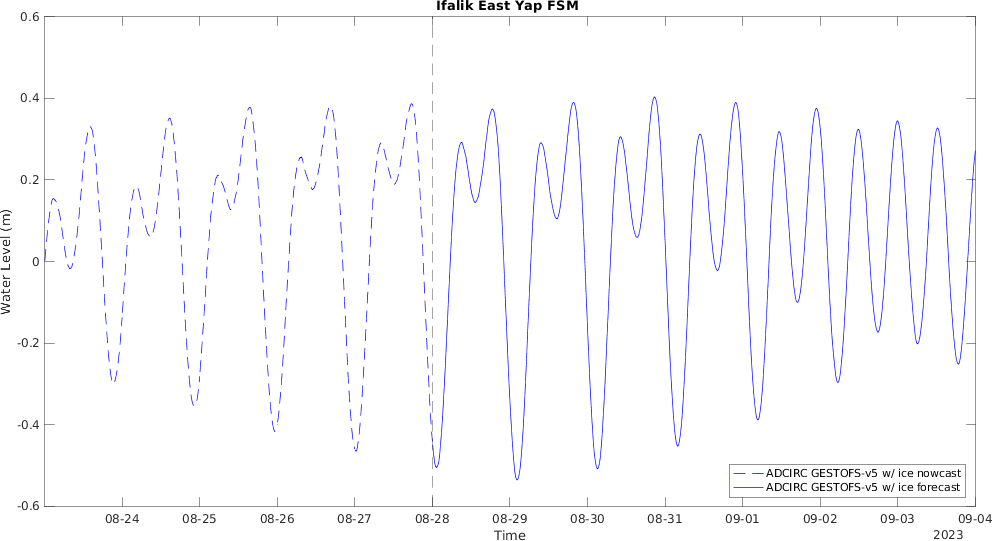 Ifalik East Yap FSM
0.6
0.4
0.2
0
-0.2
-0.4
-0.6
Water Level (m)
ADCIRC GESTOFS-v5 w/ ice nowcast
ADCIRC GESTOFS-v5 w/ ice forecast
08-24 08-25 08-26 08-27 08-28 08-29 08-30 08-31 09-01 09-02 09-03 09-04
Time
2023